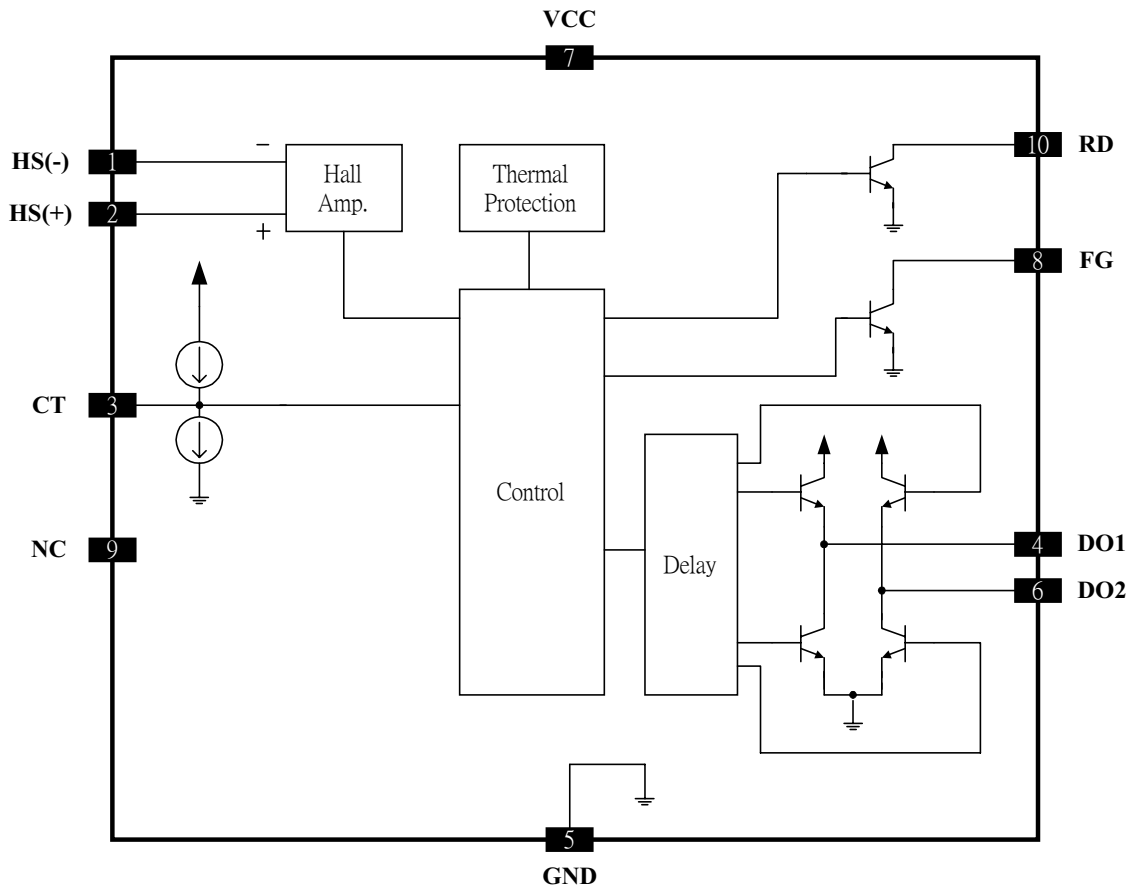 VCC
7
HS(-)
1
−
Hall
Amp.
Thermal
Protection
10
RD
HS(+)
2
+
8
FG
CT
3
Control
NC
9
Delay
4
DO1
6
DO2
5
GND